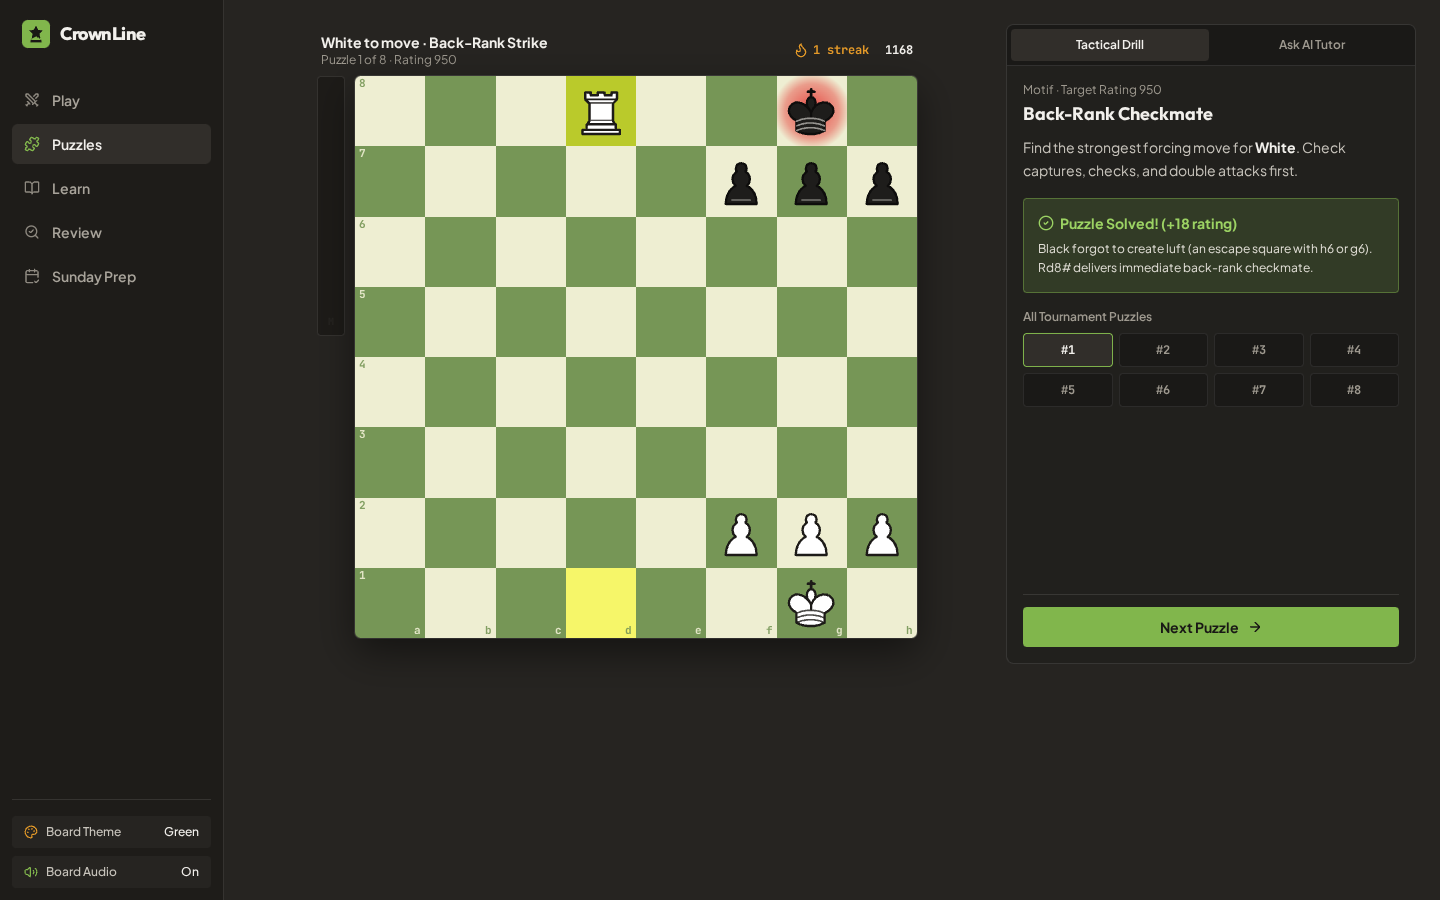 CrownLine
Play
Puzzles
Learn
Review
Sunday Prep
Board Theme Green
Board Audio On
White to move · Back-Rank Strike
Puzzle 1 of 8 · Rating 950
1 streak 1168
8
7
6
5
4
3
2
1
a b c d e f g h
Tactical Drill Ask AI Tutor
Motif · Target Rating 950
Back-Rank Checkmate
Find the strongest forcing move for White. Check
captures, checks, and double attacks first.
Puzzle Solved! (+18 rating)
Black forgot to create luft (an escape square with h6 or g6).
Rd8# delivers immediate back-rank checkmate.
All Tournament Puzzles
#1 #2 #3 #4
#5 #6 #7 #8
Next Puzzle